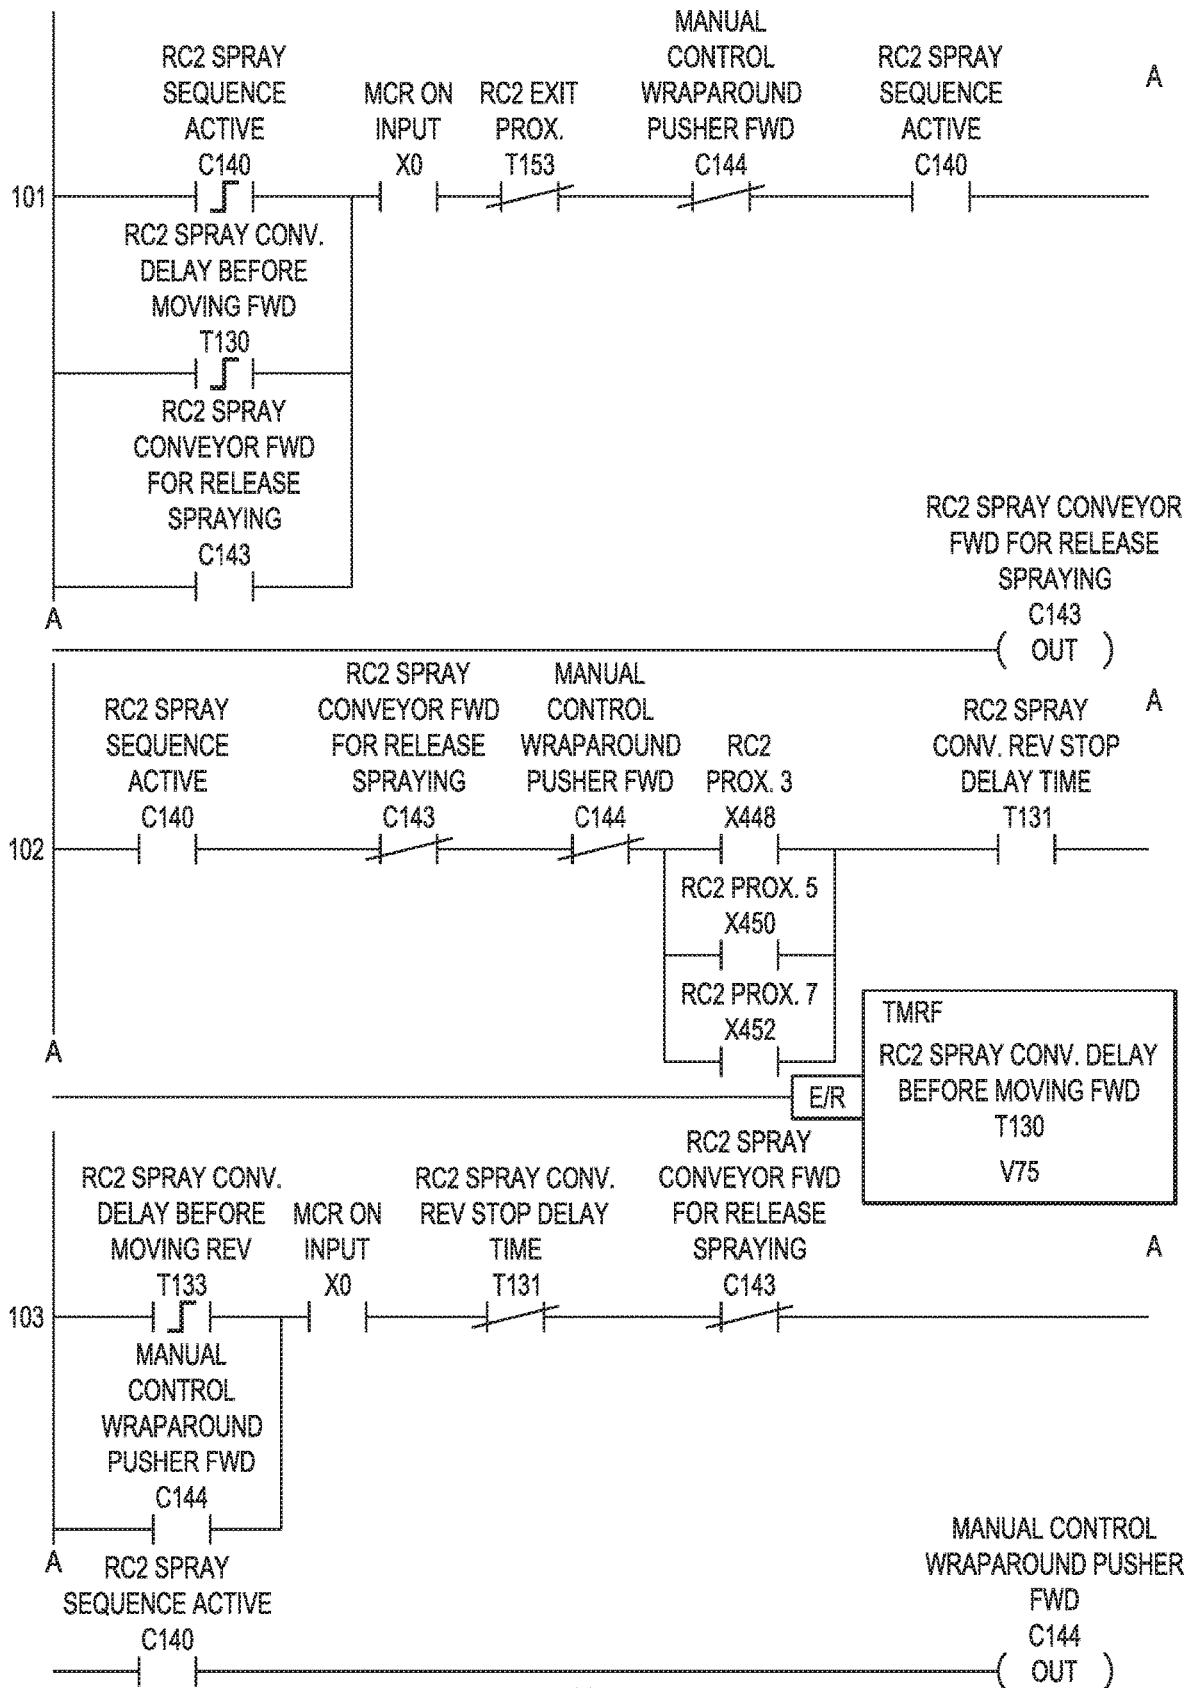 RC2 SPRAY
SEQUENCE
ACTIVE
C140
MCR ON
INPUT
X0
RC2 EXIT
PROX.
T153
MANUAL
CONTROL
WRAPAROUND
PUSHER FWD
C144
RC2 SPRAY
SEQUENCE
ACTIVE
C140
A
101
RC2 SPRAY CONV.
DELAY BEFORE
MOVING FWD
T130
RC2 SPRAY
CONVEYOR FWD
FOR RELEASE
SPRAYING
C143
A
RC2 SPRAY CONVEYOR
FWD FOR RELEASE
SPRAYING
C143
( OUT )
RC2 SPRAY
SEQUENCE
ACTIVE
C140
RC2 SPRAY
CONVEYOR FWD
FOR RELEASE
SPRAYING
C143
MANUAL
CONTROL
WRAPAROUND
PUSHER FWD
C144
RC2
PROX. 3
X448
RC2 SPRAY
CONV. REV STOP
DELAY TIME
T131
A
102
RC2 PROX. 5
X450
RC2 PROX. 7
X452
A
E/R
TMRF
RC2 SPRAY CONV. DELAY
BEFORE MOVING FWD
T130
V75
RC2 SPRAY CONV.
DELAY BEFORE
MOVING REV
T133
MCR ON
INPUT
X0
RC2 SPRAY CONV.
REV STOP DELAY
TIME
T131
RC2 SPRAY
CONVEYOR FWD
FOR RELEASE
SPRAYING
C143
A
103
MANUAL
CONTROL
WRAPAROUND
PUSHER FWD
C144
A
RC2 SPRAY
SEQUENCE ACTIVE
C140
MANUAL CONTROL
WRAPAROUND PUSHER
FWD
C144
( OUT )